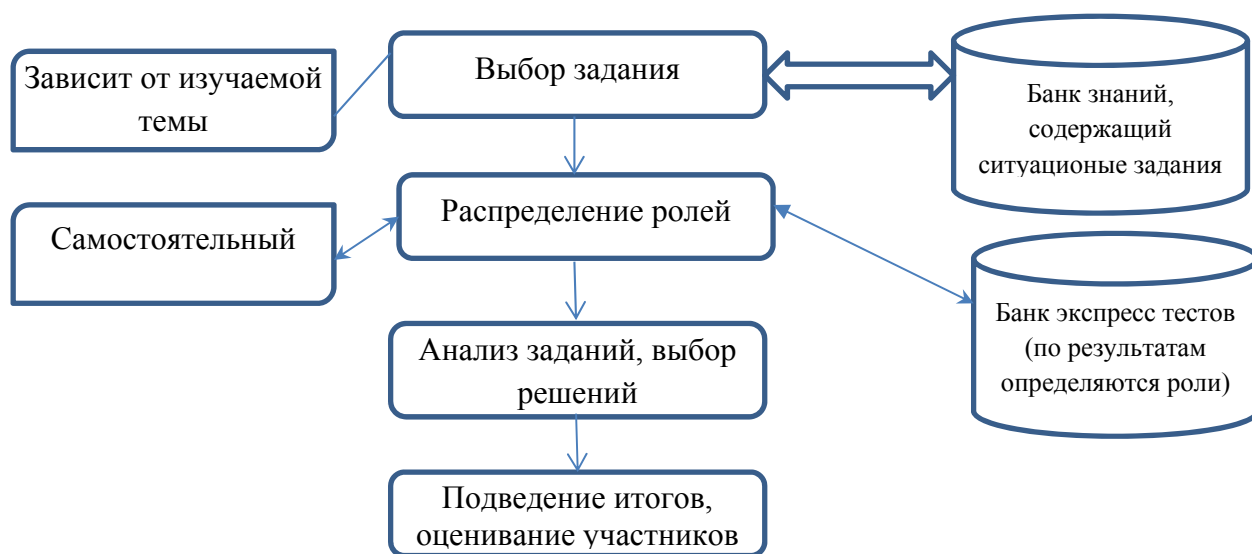 Зависит от изучаемой
темы
Выбор задания
Банк знаний,
содержащий
ситуационые задания
Самостоятельный
Распределение ролей
Банк экспресс тестов
(по результатам
определяются роли)
Анализ заданий, выбор
решений
Подведение итогов,
оценивание участников